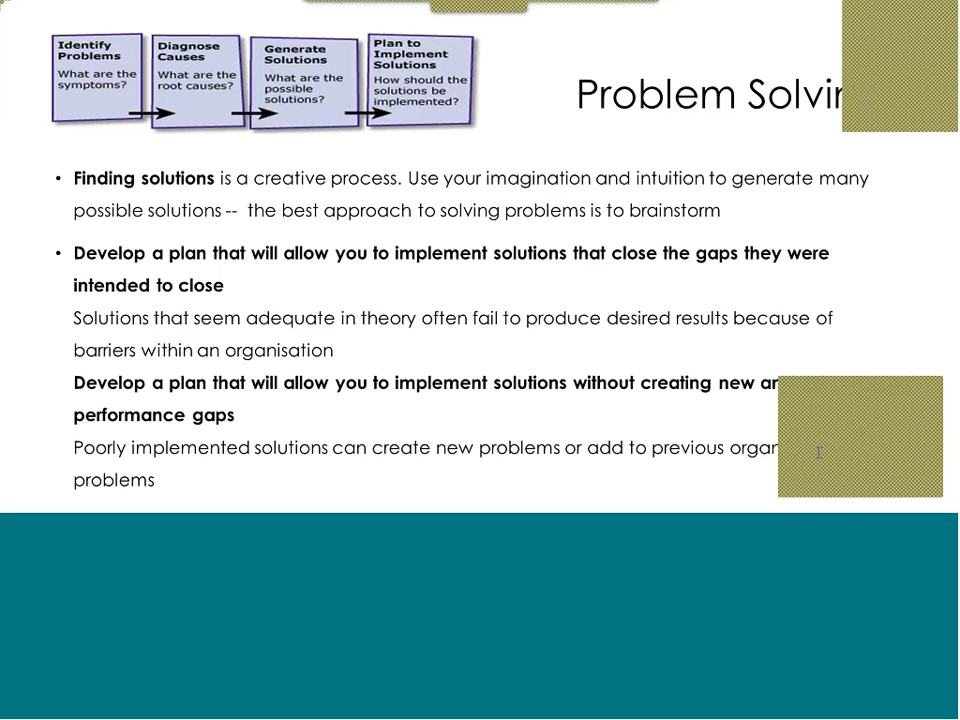 Identify
Problems
What are the
symptoms?
Diagnose
Causes
What are the
root causes?
Generate
Solutions
What are the
possible
solutions?
Plan to
Implement
Solutions
How should the
solutions be
implemented?
Problem
• Finding solutions is a creative process. Use your imagination and intuition to generate many
possible solutions -- the best approach to solving problems is to brainstorm
• Develop a plan that will allow you to implement solutions that close the gaps they were
intended to close
Solutions that seem adequate in theory often fail to produce desired results because of
barriers within an organisation
Develop a plan that will allow you to implement solutions without creating new
performance gaps
Poorly implemented solutions can create new problems or add to previous
problems